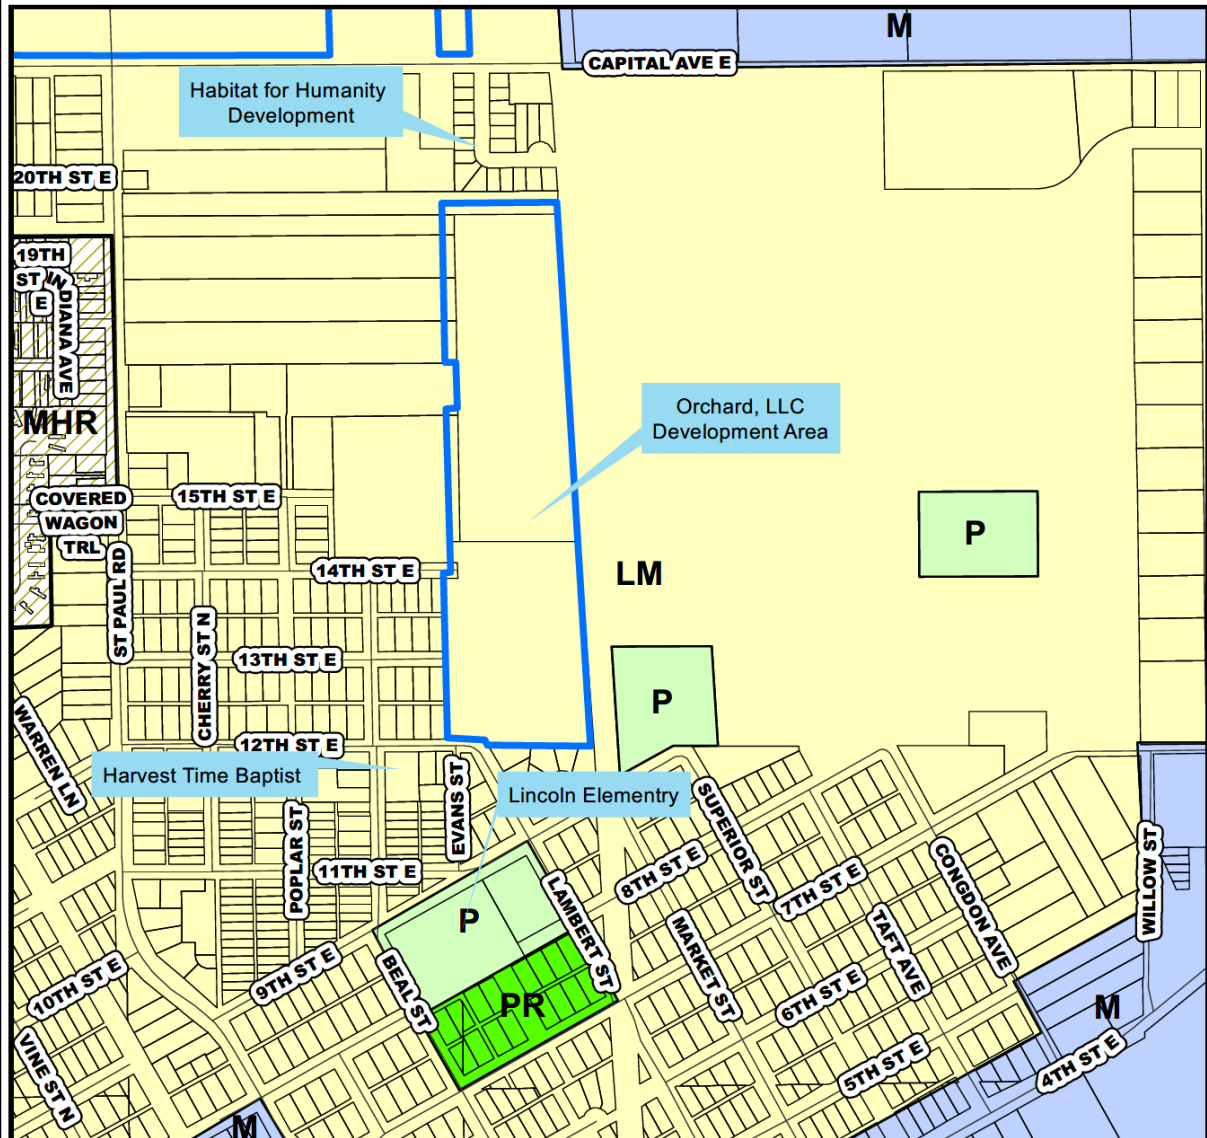 M
CAPITAL AVE E
Habitat for Humanity
Development
20TH ST E
19TH
ST
E
INDIANA AVE
MHR
Orchard, LLC
Development Area
COVERED
WAGON
TRL
15TH ST E
P
14TH ST E
LM
ST PAUL RD
CHERRY ST N
13TH ST E
P
WARREN LN
12TH ST E
Harvest Time Baptist
EVANS ST
Lincoln Elementry
SUPERIOR ST
POPLAR ST
11TH ST E
8TH ST E
7TH ST E
CONGDON AVE
WILLOW ST
P
LAMBERT ST
MARKET ST
TAFT AVE
10TH ST E
9TH ST E
BEAL ST
PR
6TH ST E
M
VINE ST N
5TH ST E
4TH ST E
M